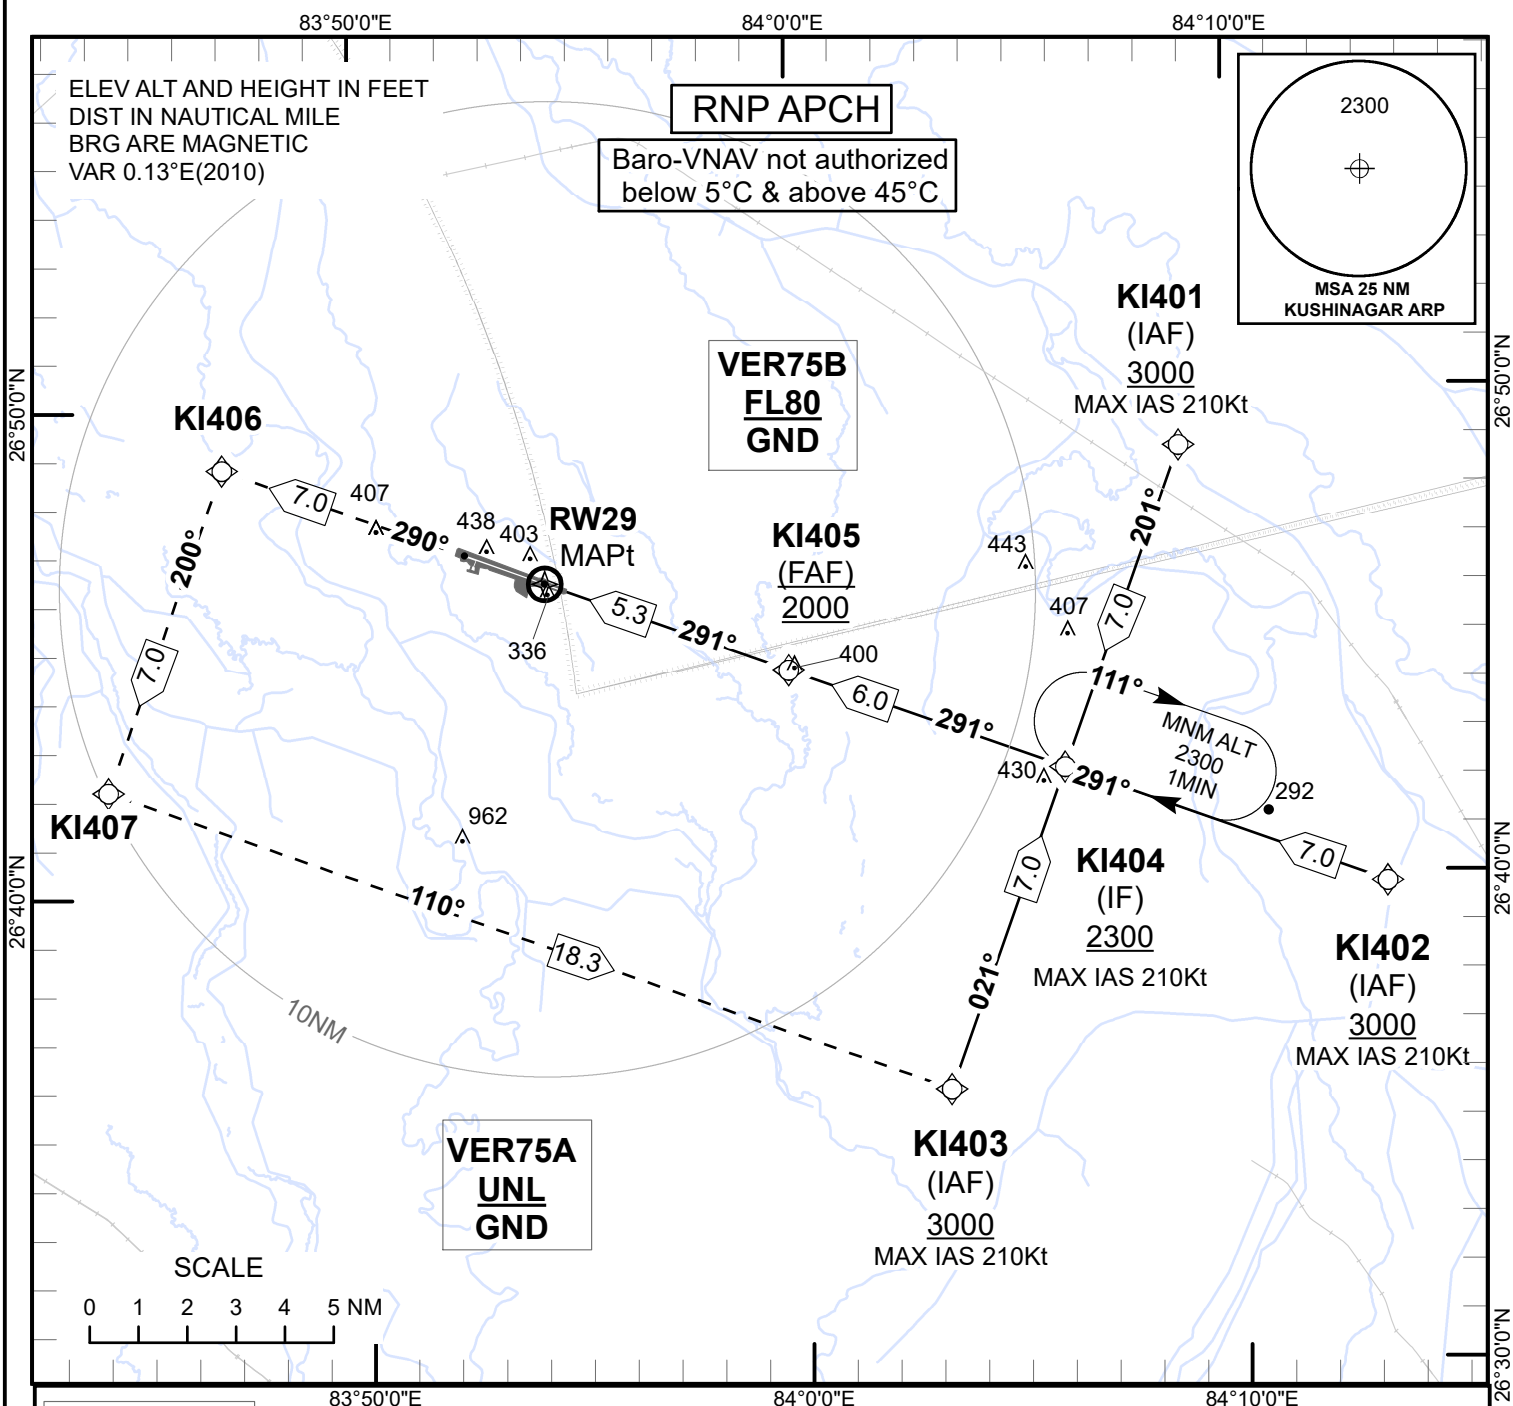 83°50'0"E
84°0'0"E
84°10'0"E
ELEV ALT AND HEIGHT IN FEET
DIST IN NAUTICAL MILE
BRG ARE MAGNETIC
VAR 0.13°E(2010)
RNP APCH
Baro-VNAV not authorized
below 5°C & above 45°C
2300
MSA 25 NM
KUSHINAGAR ARP
KI401
(IAF)
3000
MAX IAS 210Kt
VER75B
FL80
GND
26°50'0"N
26°50'0"N
KI406
7.0
407
290°
438
403
RW29
MAPt
336
200°
7.0
KI405
(FAF)
2000
5.3
291°
400
6.0
291°
443
407
201°
7.0
111°
MNM ALT
2300
1MIN
430
291°
292
7.0
KI407
962
110°
18.3
10NM
7.0
021°
KI404
(IF)
2300
MAX IAS 210Kt
KI402
(IAF)
3000
MAX IAS 210Kt
26°40'0"N
26°40'0"N
KI403
(IAF)
3000
MAX IAS 210Kt
VER75A
UNL
GND
SCALE
0 1 2 3 4 5 NM
26°30'0"N
83°50'0"E
84°0'0"E
84°10'0"E